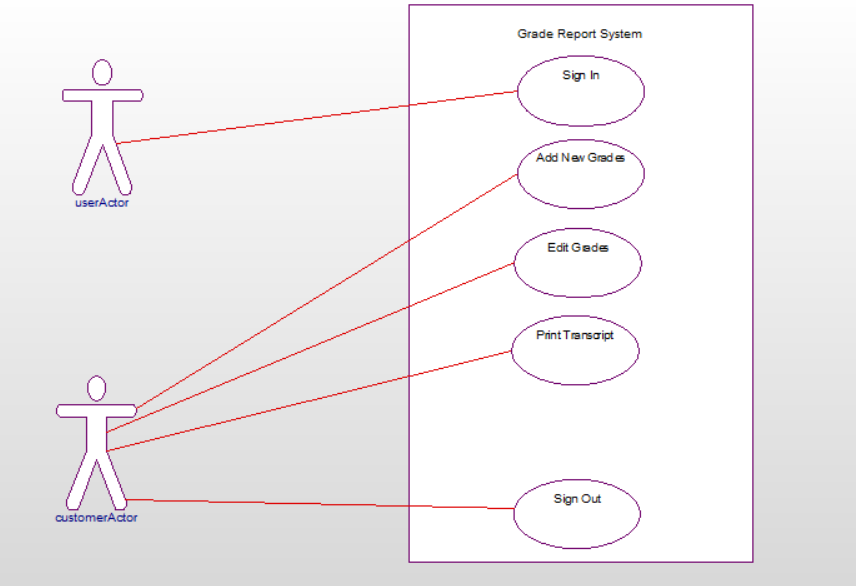 Grade Report System
Sign In
Add New Grades
userActor
Edit Grades
Print Transcript
Sign Out
customerActor